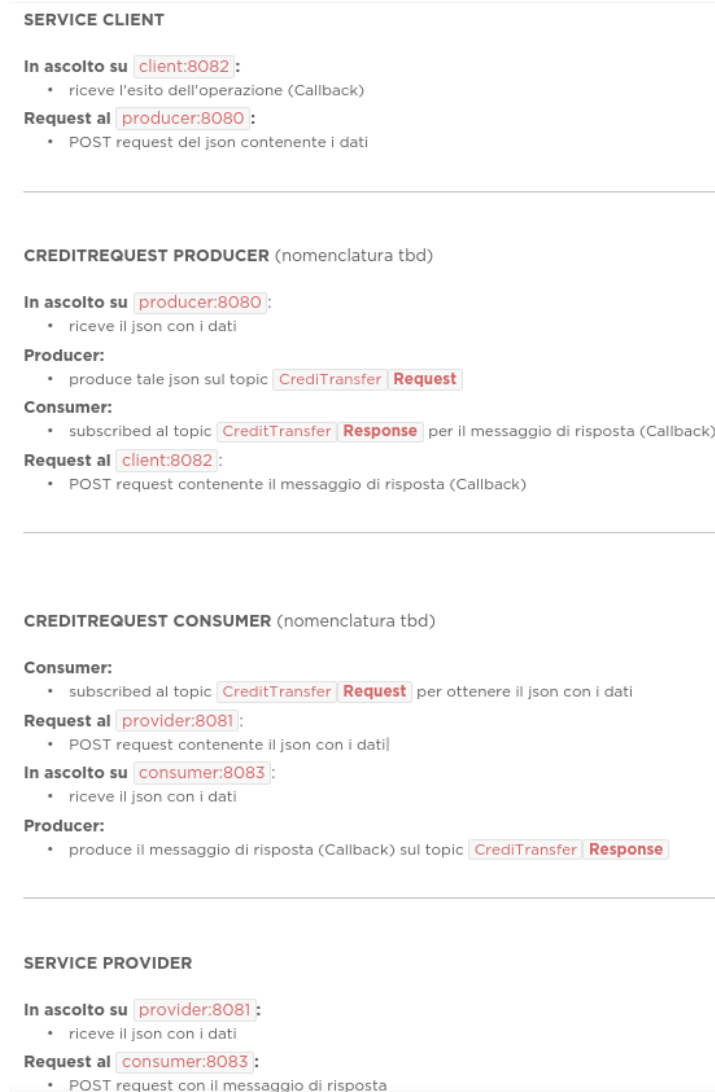 SERVICE CLIENT
In ascolto su client:8082 :
• riceve l'esito dell'operazione (Callback)
Request al producer:8080 :
• POST request del json contenente i dati
CREDITREQUEST PRODUCER (nomenclatura tbd)
In ascolto su producer:8080 :
• riceve il json con i dati
Producer:
• produce tale json sul topic CrediTransfer Request
Consumer:
• subscribed al topic CreditTransfer Response per il messaggio di risposta (Callback)
Request al client:8082 :
• POST request contenente il messaggio di risposta (Callback)
CREDITREQUEST CONSUMER (nomenclatura tbd)
Consumer:
• subscribed al topic CreditTransfer Request per ottenere il json con i dati
Request al provider:8081 :
• POST request contenente il json con i dati
In ascolto su consumer:8083 :
• riceve il json con i dati
Producer:
• produce il messaggio di risposta (Callback) sul topic CrediTransfer Response
SERVICE PROVIDER
In ascolto su provider:8081 :
• riceve il json con i dati
Request al consumer:8083 :
• POST request con il messaggio di risposta